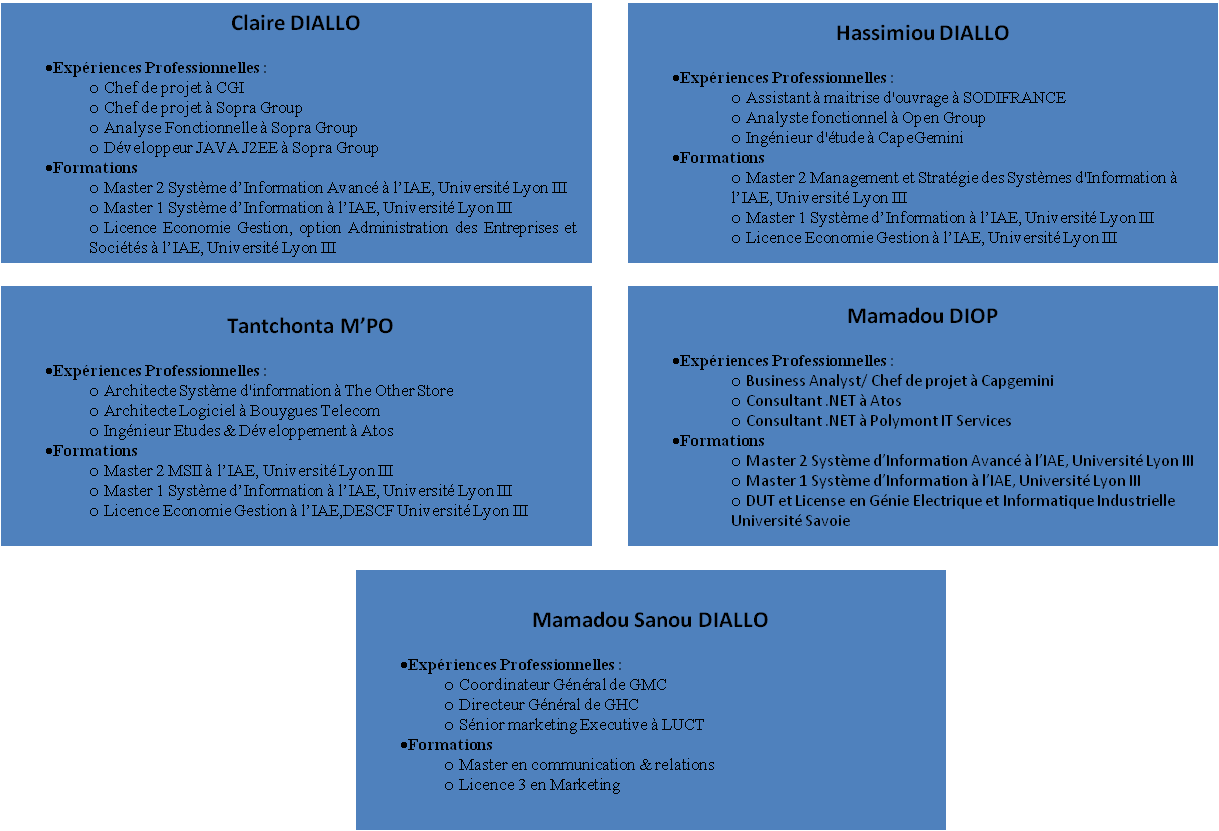 Claire DIALLO
•Expériences Professionnelles :
o Chef de projet à CGI
o Chef de projet à Sopra Group
o Analyse Fonctionnelle à Sopra Group
o Développeur JAVA J2EE à Sopra Group
•Formations
o Master 2 Système d’Information Avancé à l’IAE, Université Lyon III
o Master 1 Système d’Information à l’IAE, Université Lyon III
o Licence Economie Gestion, option Administration des Entreprises et
Sociétés à l’IAE, Université Lyon III
Hassimiou DIALLO
•Expériences Professionnelles :
o Assistant à maitrise d'ouvrage à SODIFRANCE
o Analyste fonctionnel à Open Group
o Ingénieur d'étude à CapeGemini
•Formations
o Master 2 Management et Stratégie des Systèmes d'Information à
l’IAE, Université Lyon III
o Master 1 Système d’Information à l’IAE, Université Lyon III
o Licence Economie Gestion à l’IAE, Université Lyon III
Tantchonta M’PO
•Expériences Professionnelles :
o Architecte Système d'information à The Other Store
o Architecte Logiciel à Bouygues Telecom
o Ingénieur Etudes & Développement à Atos
•Formations
o Master 2 MSII à l’IAE, Université Lyon III
o Master 1 Système d’Information à l’IAE, Université Lyon III
o Licence Economie Gestion à l’IAE,DESCF Université Lyon III
Mamadou DIOP
•Expériences Professionnelles :
o Business Analyst/ Chef de projet à Capgemini
o Consultant .NET à Atos
o Consultant .NET à Polymont IT Services
•Formations
o Master 2 Système d’Information Avancé à l’IAE, Université Lyon III
o Master 1 Système d’Information à l’IAE, Université Lyon III
o DUT et License en Génie Electrique et Informatique Industrielle
Université Savoie
Mamadou Sanou DIALLO
•Expériences Professionnelles :
o Coordinateur Général de GMC
o Directeur Général de GHC
o Sénior marketing Executive à LUCT
•Formations
o Master en communication & relations
o Licence 3 en Marketing